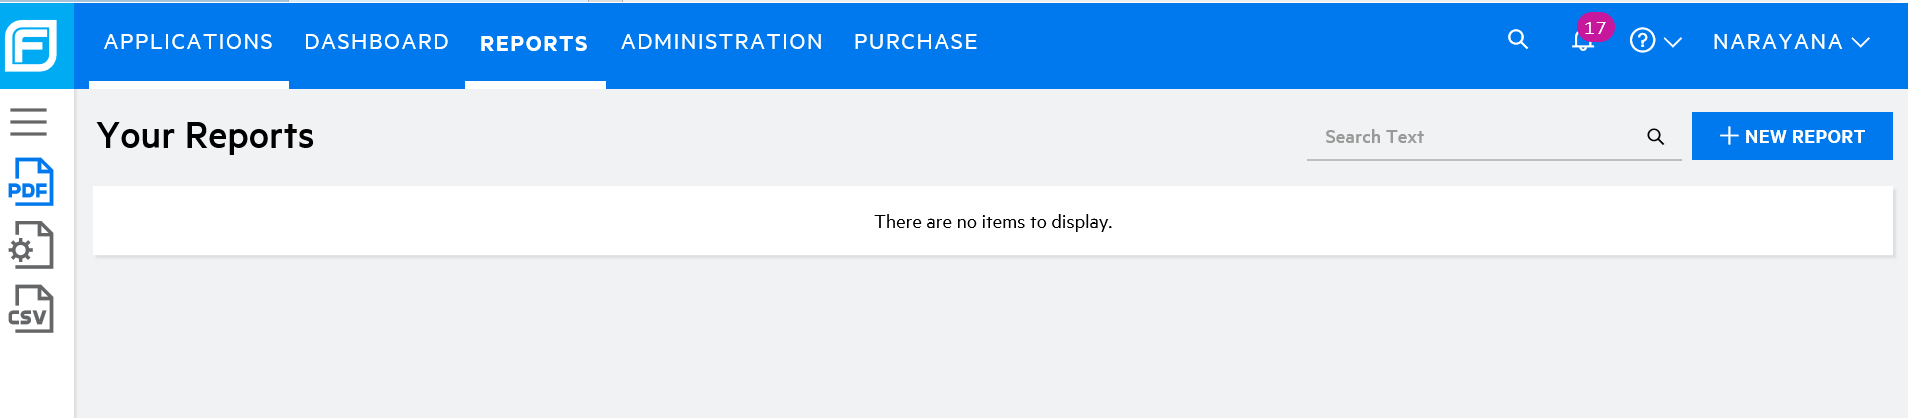 APPLICATIONS DASHBOARD REPORTS ADMINISTRATION PURCHASE 17 NARAYANA
Your Reports Search Text NEW REPORT
PDF
There are no items to display.
CSV